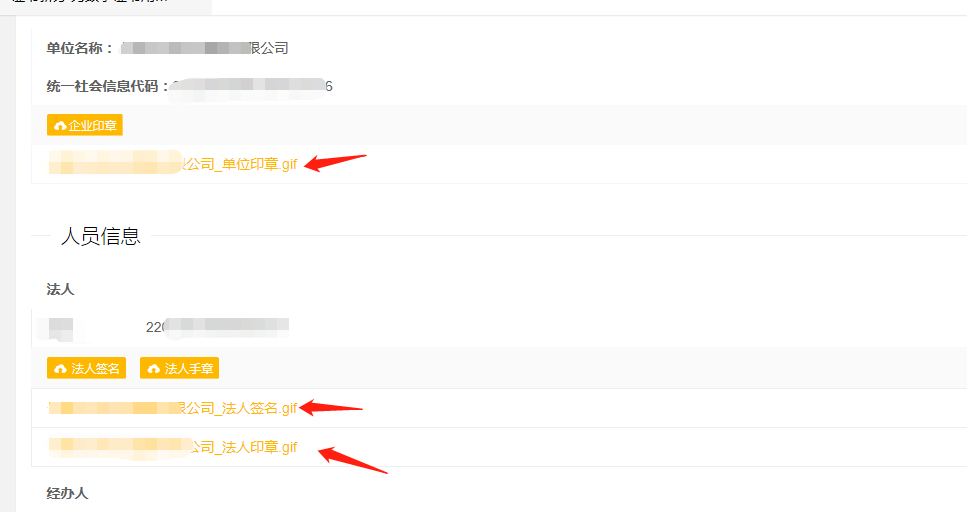 单位名称：
限公司
统一社会信息代码：
6
企业印章
公司_单位印章.gif
人员信息
法人
220
法人签名 法人手章
限公司_法人签名.gif
公司_法人印章.gif
经办人